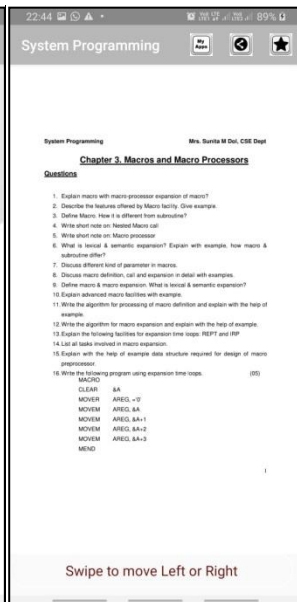 22:44 89%
System Programming
My
Apps
System Programming Mrs. Sunita M Dol, CSE Dept
Chapter 3. Macros and Macro Processors
Questions
1. Explain macro with macro-processor expansion of macro?
2. Describe the features offered by Macro facility. Give example.
3. Define Macro. How it is different from subroutine?
4. Write short note on: Nested Macro call
5. Write short note on: Macro processor
6. What is lexical & semantic expansion? Explain with example, how macro &
subroutine differ?
7. Discuss different kind of parameter in macros.
8. Discuss macro definition, call and expansion in detail with examples.
9. Define macro & macro expansion. What is lexical & semantic expansion?
10. Explain advanced macro facilities with example.
11. Write the algorithm for processing of macro definition and explain with the help of
example.
12. Write the algorithm for macro expansion and explain with the help of example.
13. Explain the following facilities for expansion time loops: REPT and IRP
14. List all tasks involved in macro expansion.
15. Explain with the help of example data structure required for design of macro
preprocessor.
16. Write the following program using expansion time loops. (05)
MACRO
CLEAR &A
MOVER AREG, ='0'
MOVEM AREG, &A
MOVEM AREG, &A+1
MOVEM AREG, &A+2
MOVEM AREG, &A+3
MEND
1
Swipe to move Left or Right